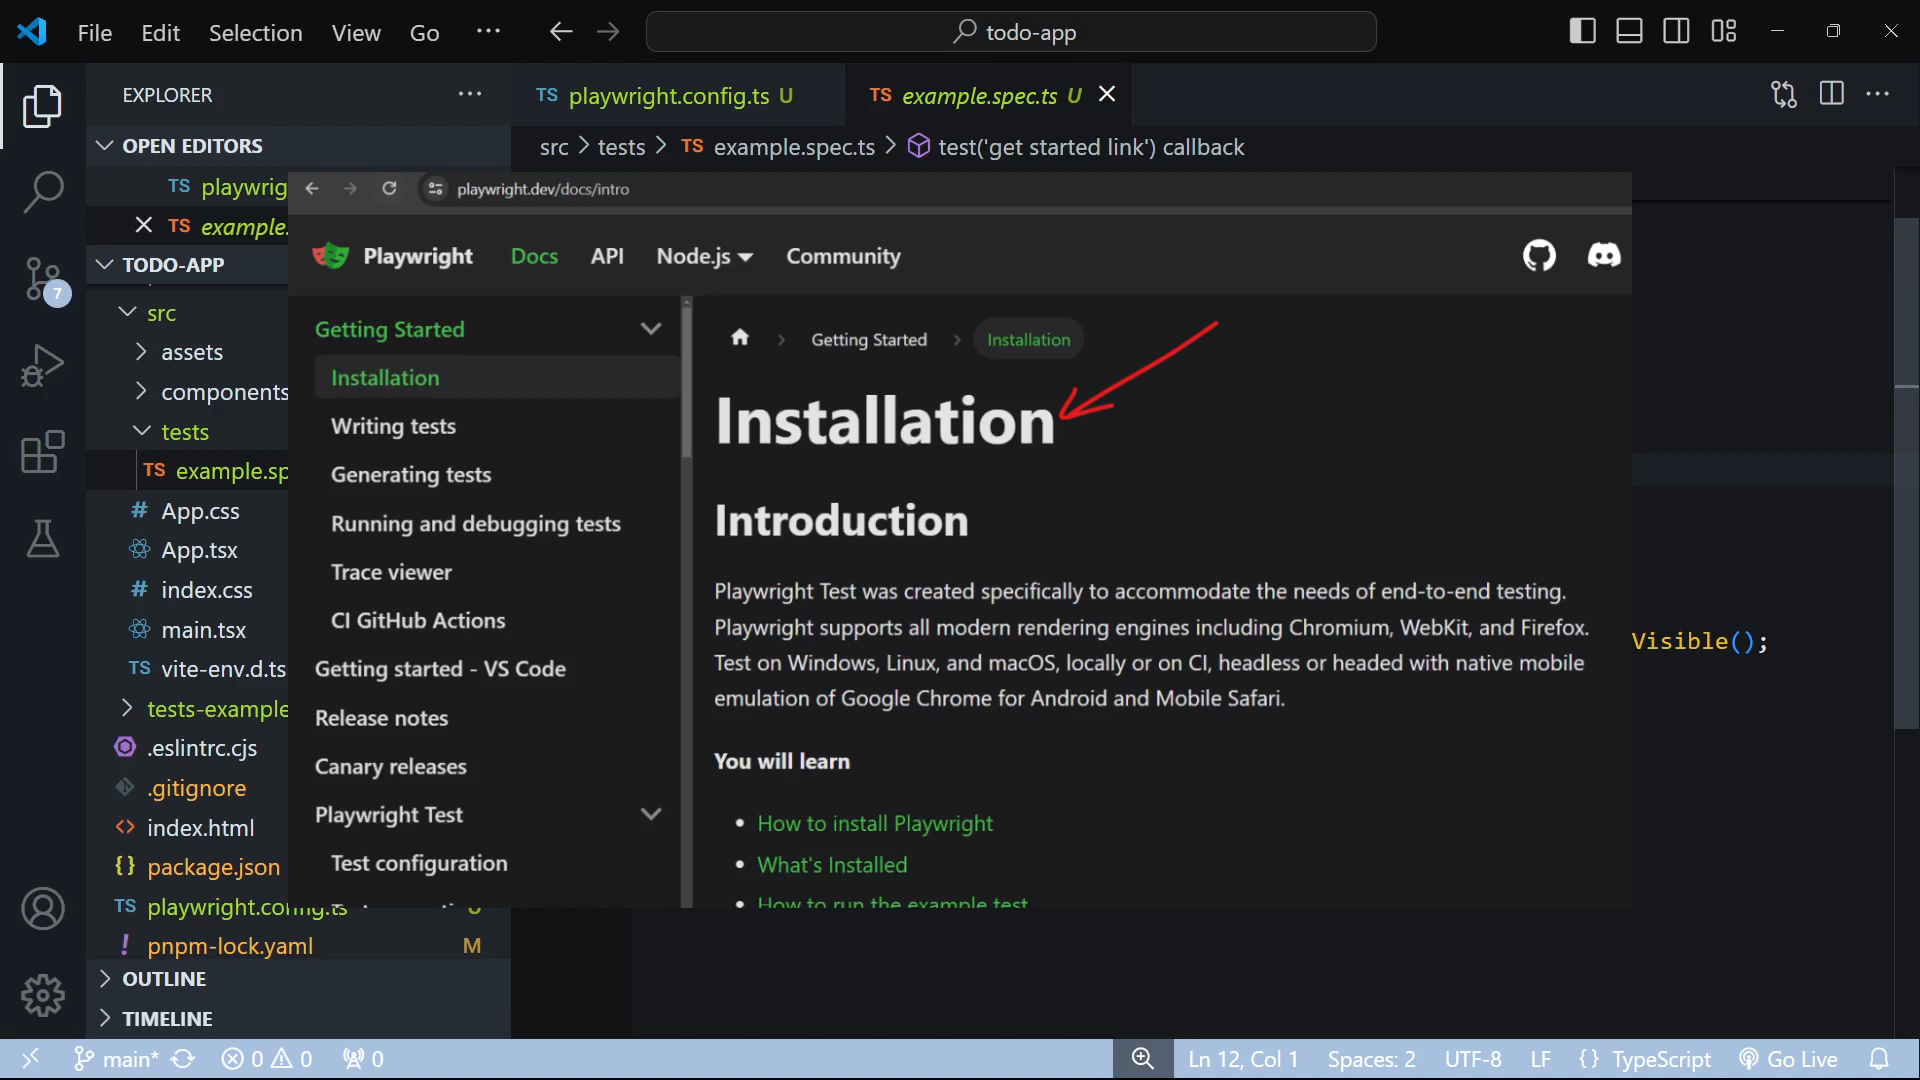 File Edit Selection View Go ···
todo-app
EXPLORER ···
TS playwright.config.ts U
TS example.spec.ts U
OPEN EDITORS
src > tests > TS example.spec.ts > test('get started link') callback
TS playwrig
TS example.
TODO-APP
src
assets
components
tests
TS example.sp
# App.css
App.tsx
# index.css
main.tsx
TS vite-env.d.ts
tests-example
.eslintrc.cjs
.gitignore
<> index.html
{} package.json
TS playwright.config.ts U
! pnpm-lock.yaml M
OUTLINE
TIMELINE
7
playwright.dev/docs/intro
Playwright Docs API Node.js Community
Getting Started
Installation
Writing tests
Generating tests
Running and debugging tests
Trace viewer
CI GitHub Actions
Getting started - VS Code
Release notes
Canary releases
Playwright Test
Test configuration
Getting Started > Installation
Installation
Introduction
Playwright Test was created specifically to accommodate the needs of end-to-end testing.
Playwright supports all modern rendering engines including Chromium, WebKit, and Firefox.
Test on Windows, Linux, and macOS, locally or on CI, headless or headed with native mobile
emulation of Google Chrome for Android and Mobile Safari.
You will learn
• How to install Playwright
• What's Installed
• How to run the example test
Visible();
main* 0 0 0
Ln 12, Col 1 Spaces: 2 UTF-8 LF {} TypeScript Go Live